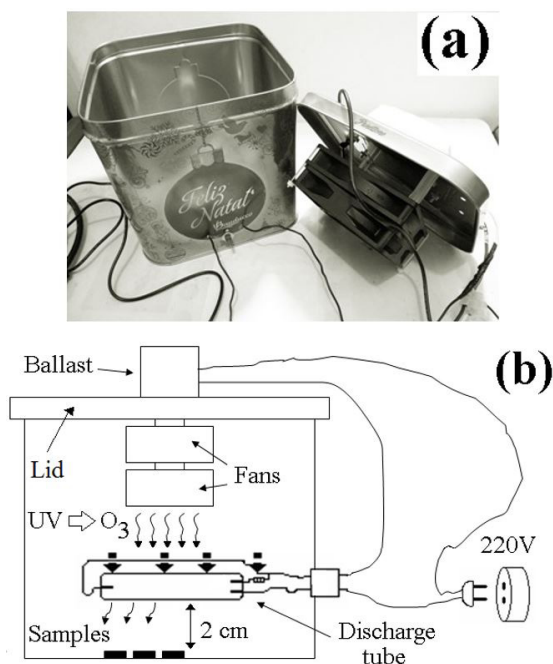 (a)
Feliz
Natal
(b)
Ballast
Lid
Fans
UV ⇨ O₃
220V
Samples
2 cm
Discharge
tube